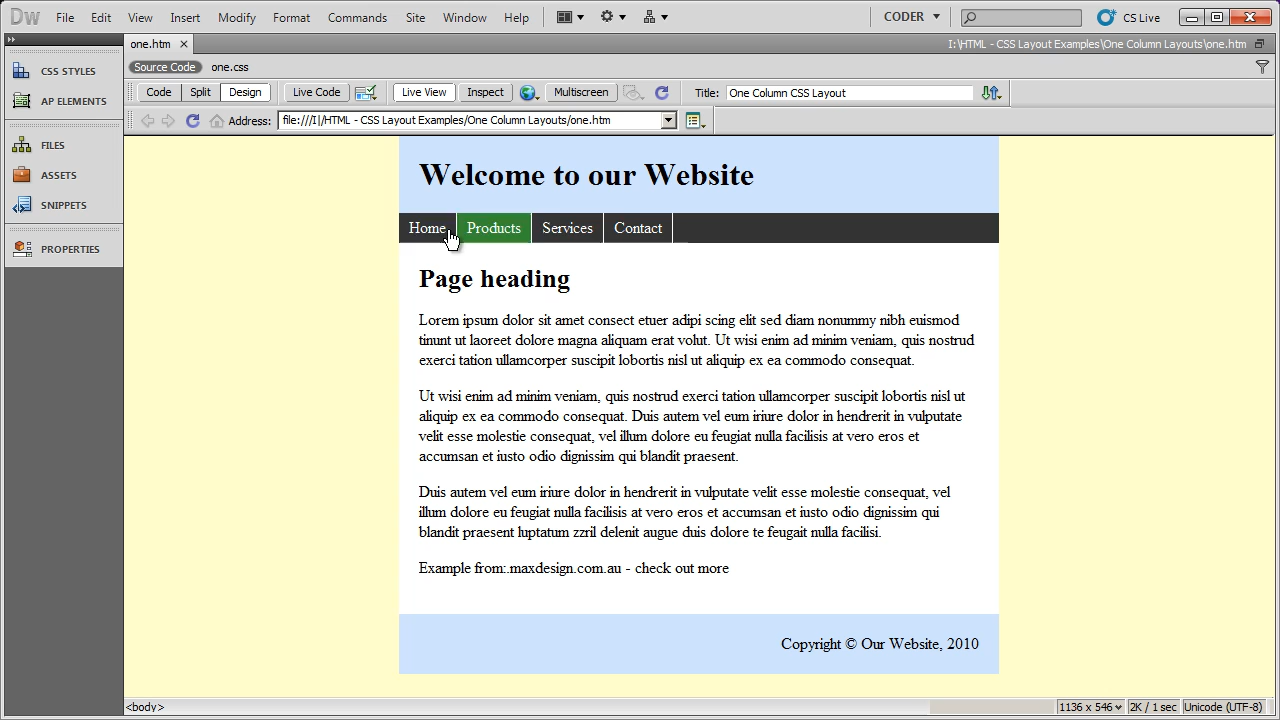 Dw File Edit View Insert Modify Format Commands Site Window Help CODER CS Live
one.htm I:\HTML - CSS Layout Examples\One Column Layouts\one.htm
Source Code one.css
Code Split Design Live Code Live View Inspect Multiscreen Title: One Column CSS Layout
Address: file:///I|/HTML - CSS Layout Examples/One Column Layouts/one.htm
CSS STYLES
AP ELEMENTS
FILES
ASSETS
SNIPPETS
PROPERTIES
Welcome to our Website
Home Products Services Contact
Page heading
Lorem ipsum dolor sit amet consect etuer adipi scing elit sed diam nonummy nibh euismod
tinunt ut laoreet dolore magna aliquam erat volut. Ut wisi enim ad minim veniam, quis nostrud
exerci tation ullamcorper suscipit lobortis nisl ut aliquip ex ea commodo consequat.
Ut wisi enim ad minim veniam, quis nostrud exerci tation ullamcorper suscipit lobortis nisl ut
aliquip ex ea commodo consequat. Duis autem vel eum iriure dolor in hendrerit in vulputate
velit esse molestie consequat, vel illum dolore eu feugiat nulla facilisis at vero eros et
accumsan et iusto odio dignissim qui blandit praesent.
Duis autem vel eum iriure dolor in hendrerit in vulputate velit esse molestie consequat, vel
illum dolore eu feugiat nulla facilisis at vero eros et accumsan et iusto odio dignissim qui
blandit praesent luptatum zzril delenit augue duis dolore te feugait nulla facilisi.
Example from:.maxdesign.com.au - check out more
Copyright © Our Website, 2010
<body> 1136 x 546 2K / 1 sec Unicode (UTF-8)